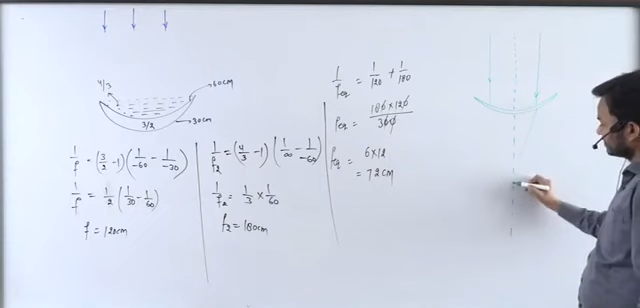 4/3
60cm
3/2
30cm
1/f = (3/2 - 1) (1/-60 - 1/-30)
1/f = 1/2 (1/30 - 1/60)
f = 120cm
1/f2 = (4/3 - 1) (1/∞ - 1/-60)
1/f2 = 1/3 × 1/60
f2 = 180cm
1/feq = 1/120 + 1/180
feq = 180×120/300
feq = 6×12
= 72cm